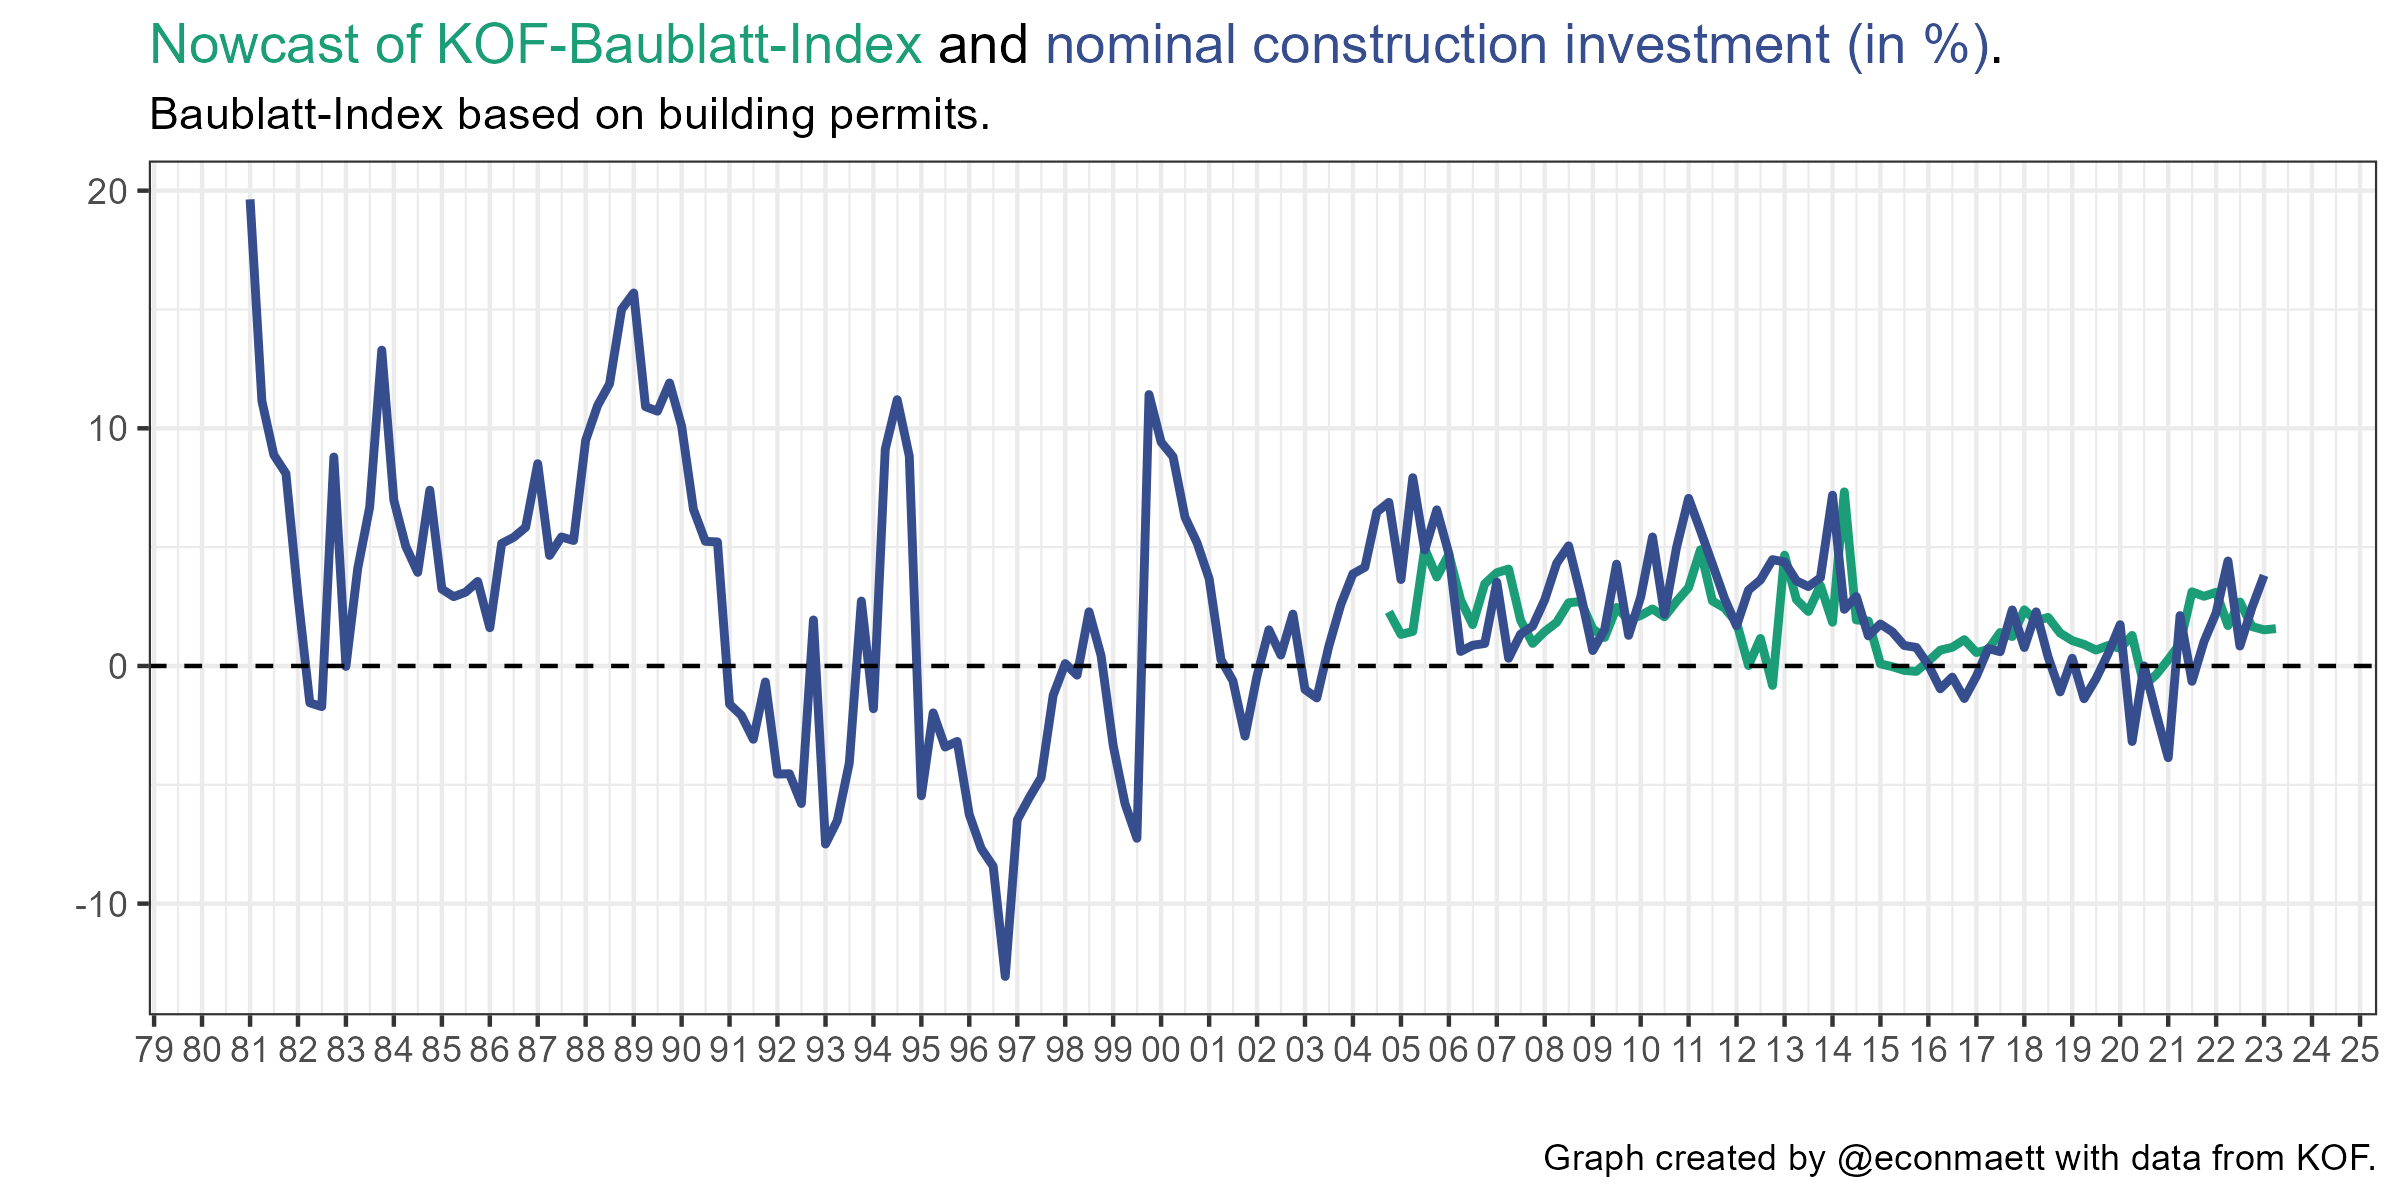 Nowcast of KOF-Baublatt-Index and nominal construction investment (in %).
Baublatt-Index based on building permits.
20
10
0
-10
79 80 81 82 83 84 85 86 87 88 89 90 91 92 93 94 95 96 97 98 99 00 01 02 03 04 05 06 07 08 09 10 11 12 13 14 15 16 17 18 19 20 21 22 23 24 25
Graph created by @econmaett with data from KOF.